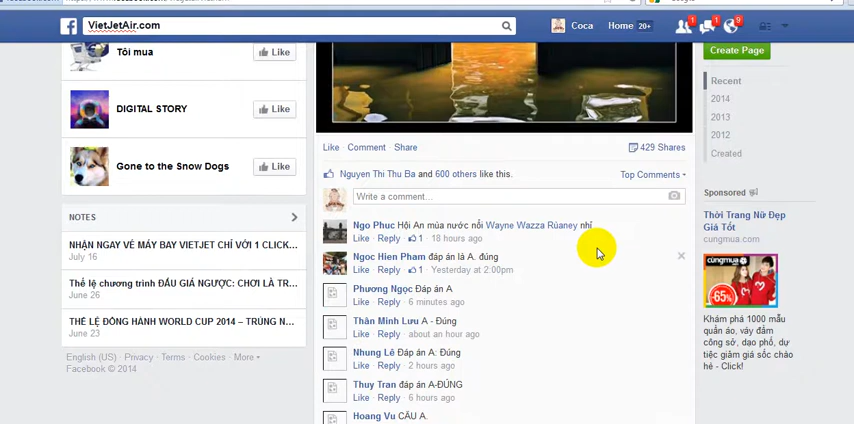 VietJetAir.com
Coca
Home 20+
1
1
9
Tôi mua
Like
DIGITAL STORY
Like
Gone to the Snow Dogs
Like
NOTES
NHẬN NGAY VÉ MÁY BAY VIETJET CHỈ VỚI 1 CLICK...
July 16
Thể lệ chương trình ĐẤU GIÁ NGƯỢC: CHƠI LÀ TR...
June 26
THỂ LỆ ĐỒNG HÀNH WORLD CUP 2014 – TRÚNG N...
June 23
English (US) · Privacy · Terms · Cookies · More
Facebook © 2014
Like · Comment · Share
429 Shares
Nguyen Thi Thu Ba and 600 others like this.
Top Comments
Write a comment...
Ngo Phuc Hội An mùa nước nổi Wayne Wazza Rùaney nhỉ
Like · Reply · 1 · 18 hours ago
Ngoc Hien Pham đáp án là A. đúng
Like · Reply · 1 · Yesterday at 2:00pm
Phương Ngọc Đáp án A
Like · Reply · 6 minutes ago
Thân Minh Lưu A - Đúng
Like · Reply · about an hour ago
Nhung Lê Đáp án A: Đúng
Like · Reply · 2 hours ago
Thuy Tran đáp án A-ĐÚNG
Like · Reply · 6 hours ago
Hoang Vu CÂU A.
Create Page
Recent
2014
2013
2012
Created
Sponsored
Thời Trang Nữ Đẹp
Giá Tốt
cungmua.com
cùngmua
-65%
Khám phá 1000 mẫu
quần áo, váy đầm
công sở, dạo phố, dự
tiệc giảm giá sốc chào
hè - Click!